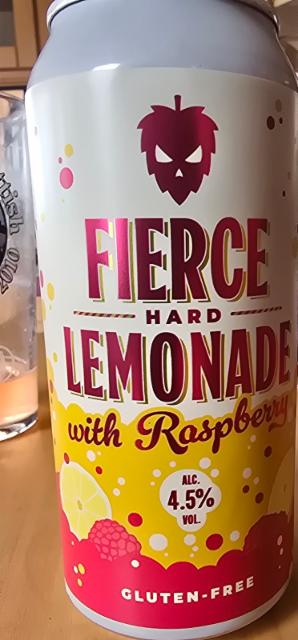 FIERCE
HARD
LEMONADE
with Raspberry
ALC.
4.5%
VOL.
GLUTEN-FREE